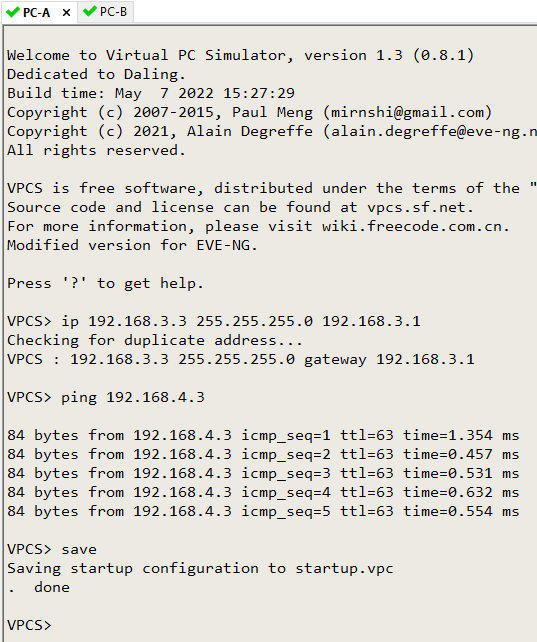 PC-A × PC-B
Welcome to Virtual PC Simulator, version 1.3 (0.8.1)
Dedicated to Daling.
Build time: May  7 2022 15:27:29
Copyright (c) 2007-2015, Paul Meng (mirnshi@gmail.com)
Copyright (c) 2021, Alain Degreffe (alain.degreffe@eve-ng.n
All rights reserved.
VPCS is free software, distributed under the terms of the "
Source code and license can be found at vpcs.sf.net.
For more information, please visit wiki.freecode.com.cn.
Modified version for EVE-NG.
Press '?' to get help.
VPCS> ip 192.168.3.3 255.255.255.0 192.168.3.1
Checking for duplicate address...
VPCS : 192.168.3.3 255.255.255.0 gateway 192.168.3.1
VPCS> ping 192.168.4.3
84 bytes from 192.168.4.3 icmp_seq=1 ttl=63 time=1.354 ms
84 bytes from 192.168.4.3 icmp_seq=2 ttl=63 time=0.457 ms
84 bytes from 192.168.4.3 icmp_seq=3 ttl=63 time=0.531 ms
84 bytes from 192.168.4.3 icmp_seq=4 ttl=63 time=0.632 ms
84 bytes from 192.168.4.3 icmp_seq=5 ttl=63 time=0.554 ms
VPCS> save
Saving startup configuration to startup.vpc
.  done
VPCS>